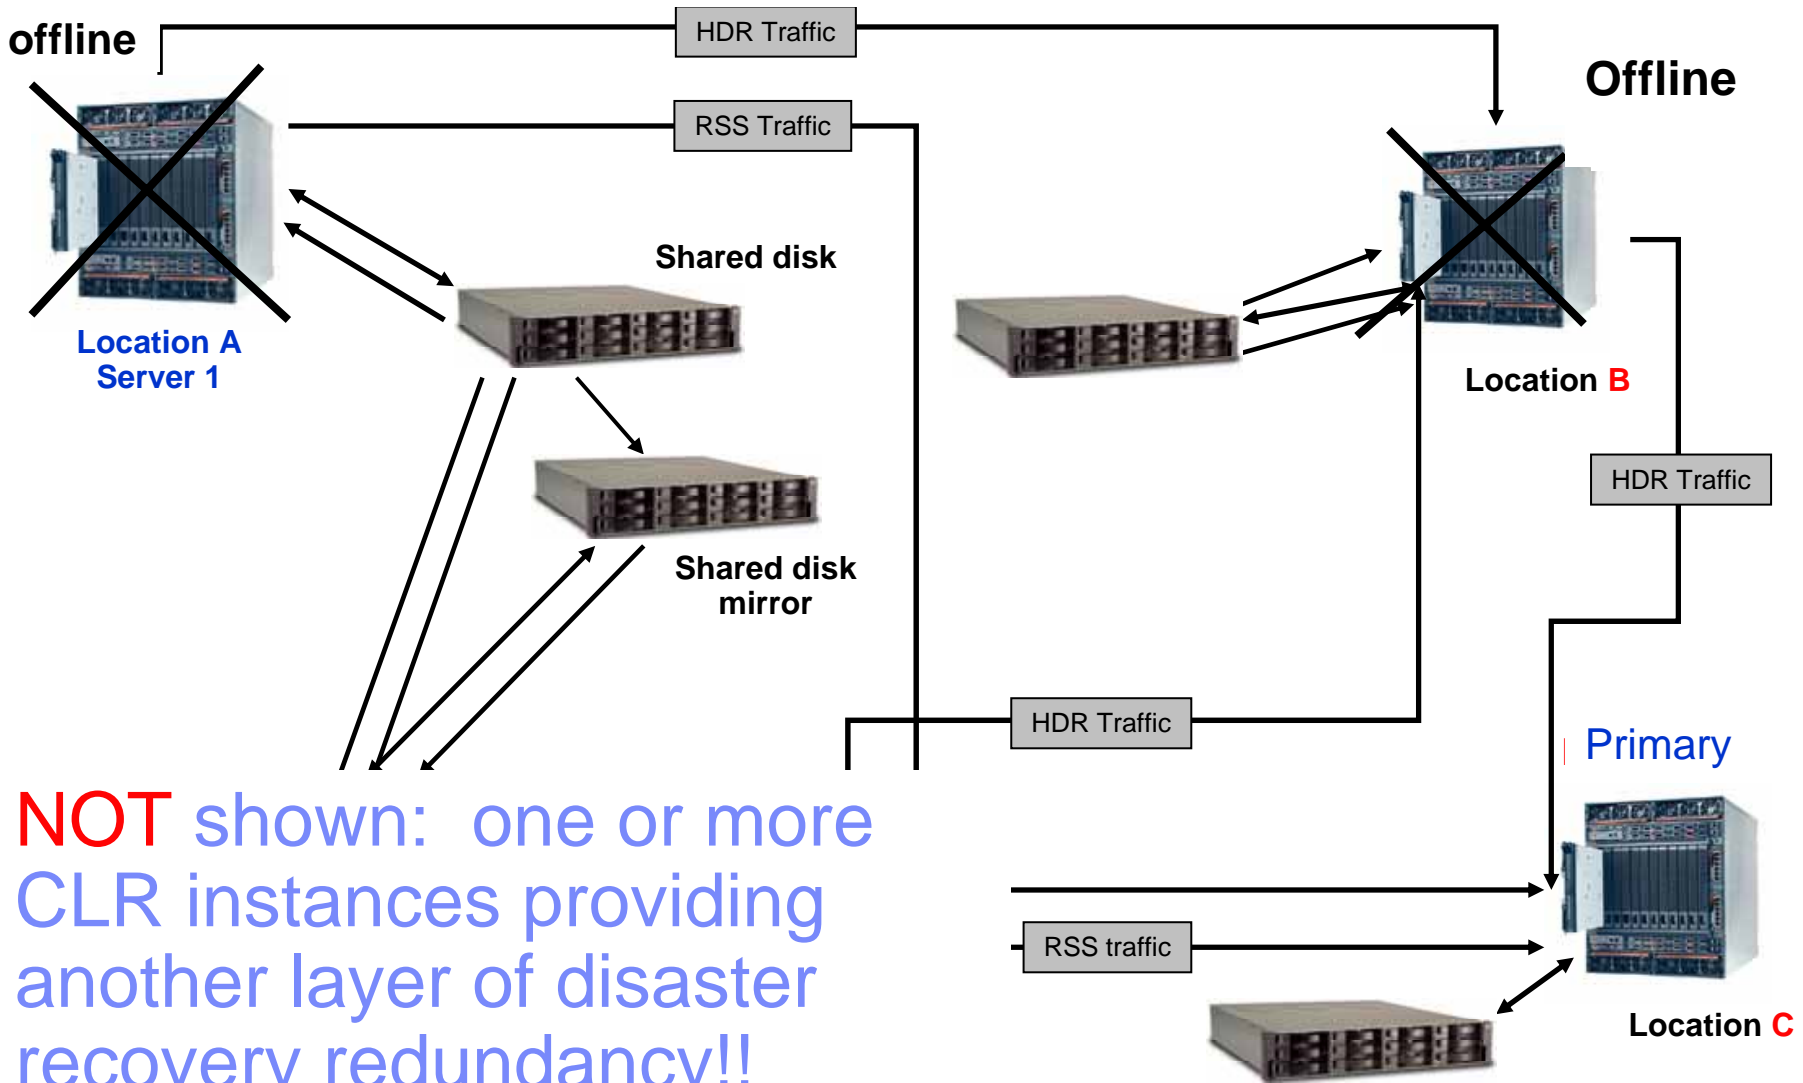 offline
HDR Traffic
Offline
RSS Traffic
Shared disk
Location A
Server 1
Location B
HDR Traffic
Shared disk
mirror
HDR Traffic
Primary
NOT shown: one or more
CLR instances providing
another layer of disaster
recovery redundancy!!
RSS traffic
Location C